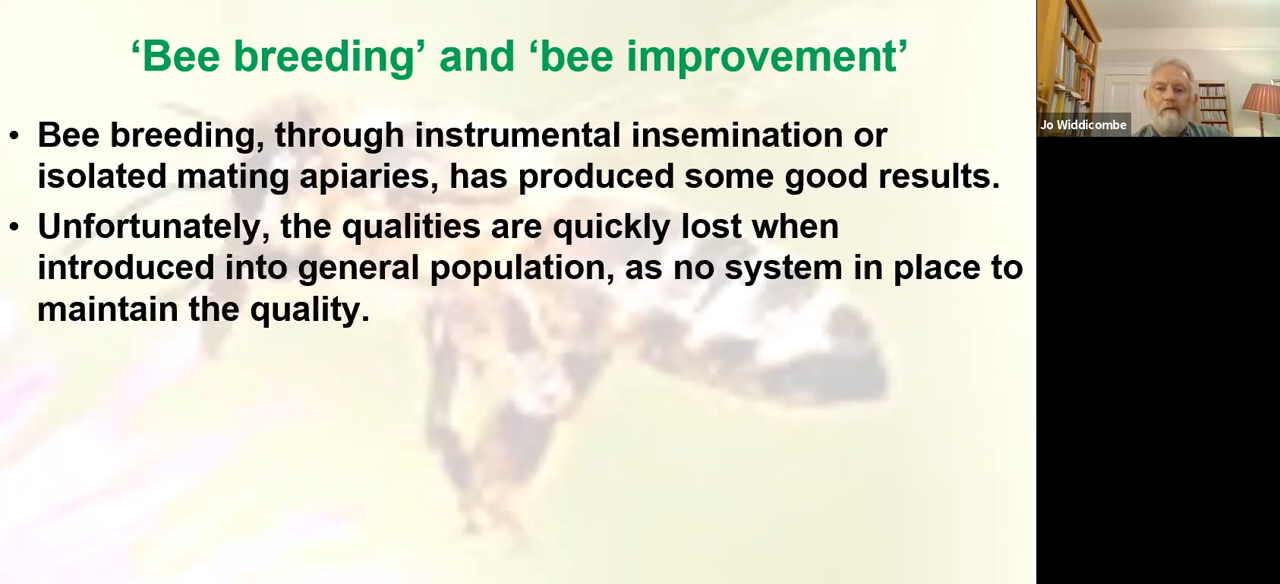 ‘Bee breeding’ and ‘bee improvement’
• Bee breeding, through instrumental insemination or
isolated mating apiaries, has produced some good results.
• Unfortunately, the qualities are quickly lost when
introduced into general population, as no system in place to
maintain the quality.
Jo Widdicombe